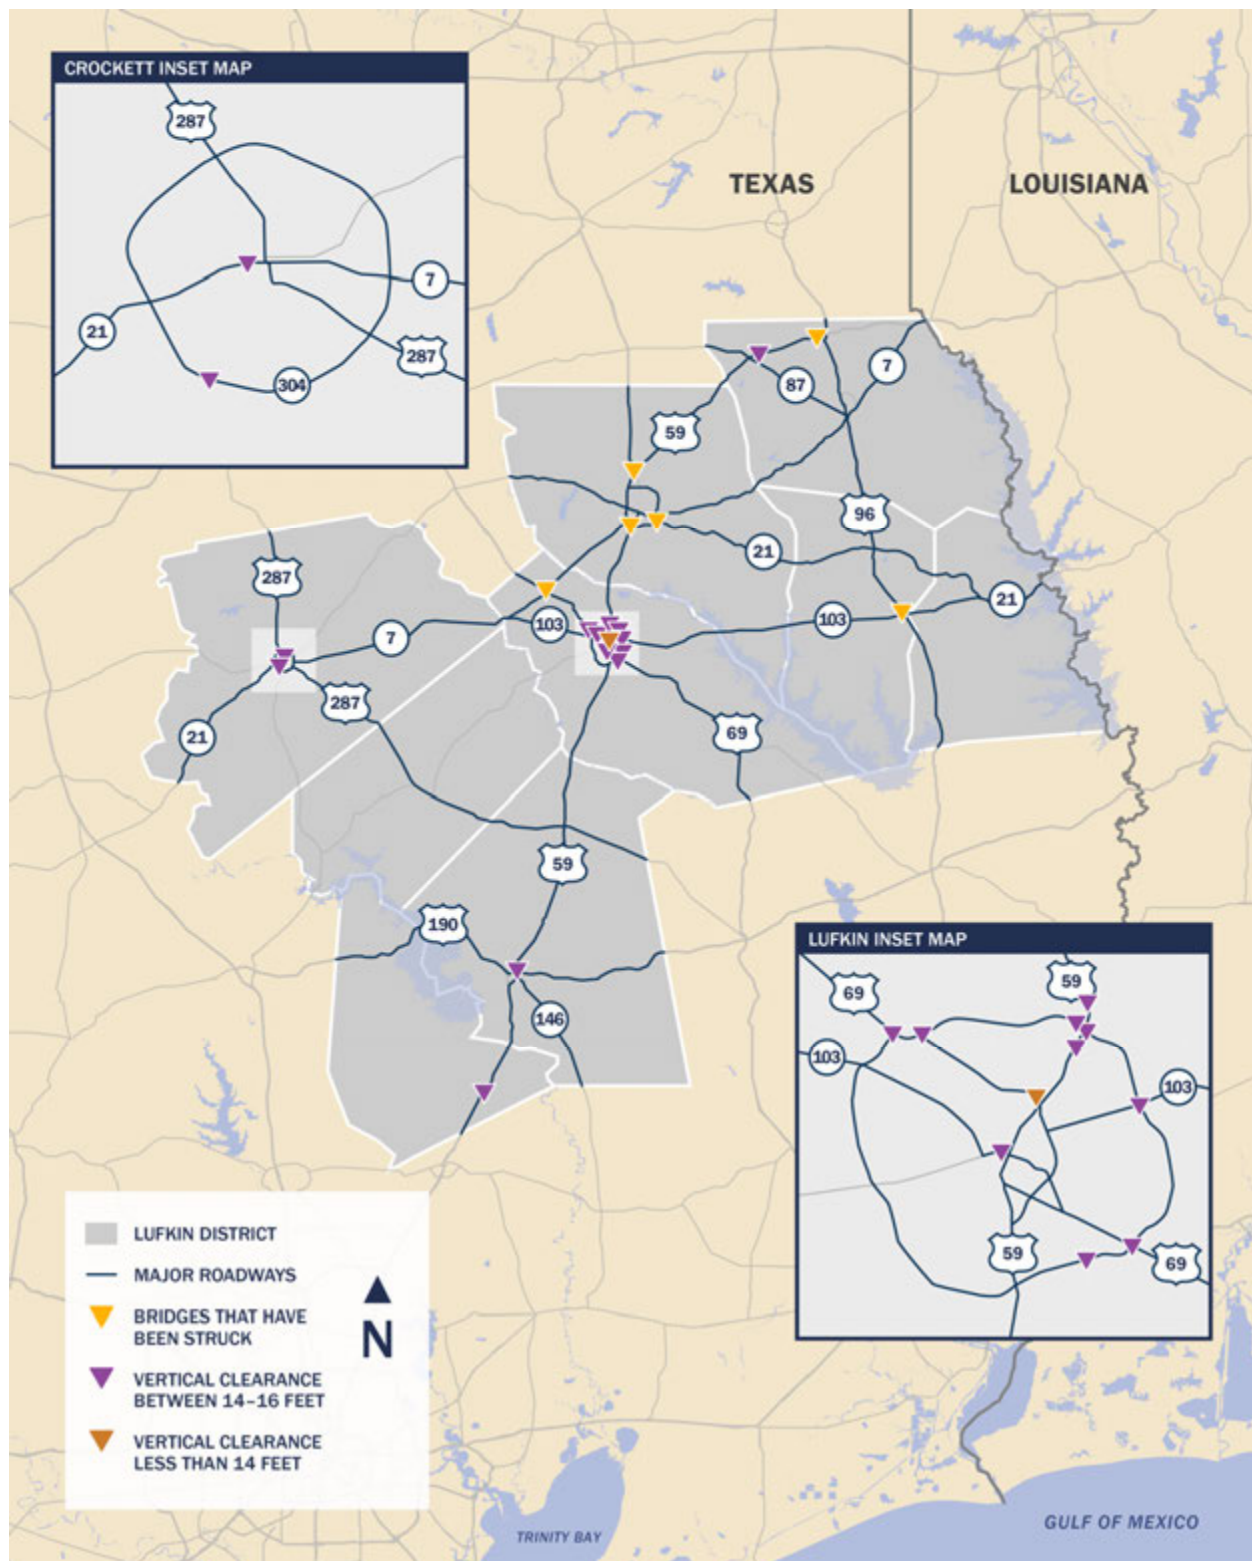 CROCKETT INSET MAP
287
7
21
287
304
TEXAS
LOUISIANA
87
7
59
96
21
287
21
103
103
7
287
21
69
59
190
146
LUFKIN INSET MAP
69
59
103
103
59
69
LUFKIN DISTRICT
MAJOR ROADWAYS
BRIDGES THAT HAVE
BEEN STRUCK
N
VERTICAL CLEARANCE
BETWEEN 14–16 FEET
VERTICAL CLEARANCE
LESS THAN 14 FEET
TRINITY BAY
GULF OF MEXICO